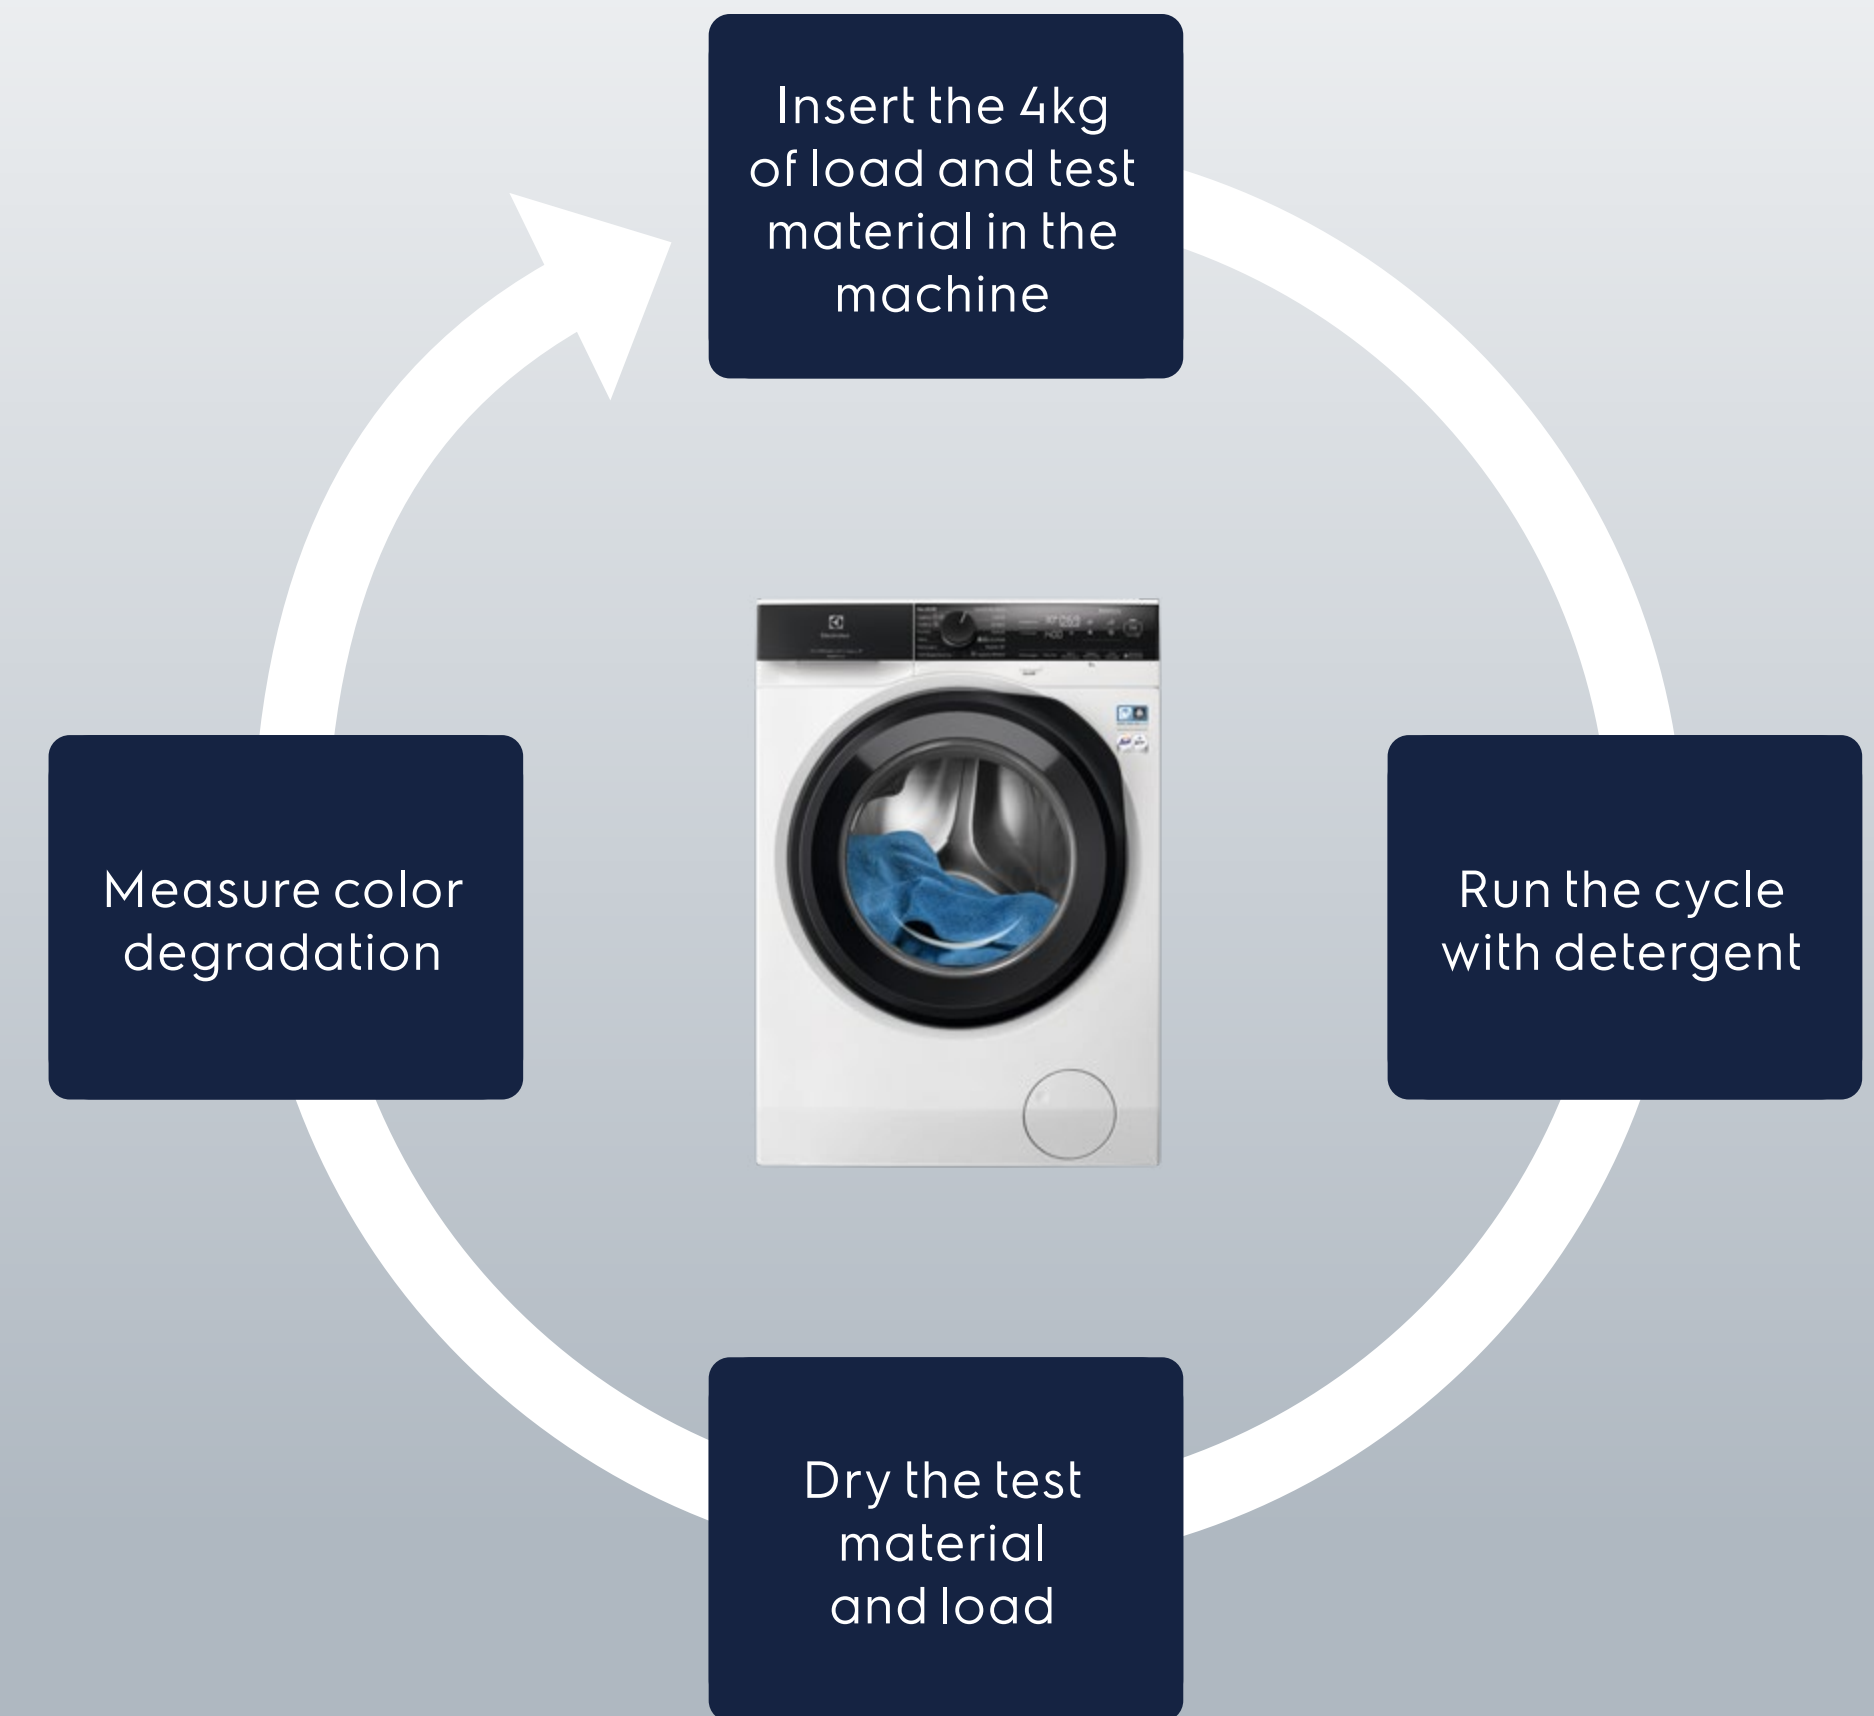 Insert the 4kg
of load and test
material in the
machine
Electrolux
Measure color
degradation
Run the cycle
with detergent
Dry the test
material
and load